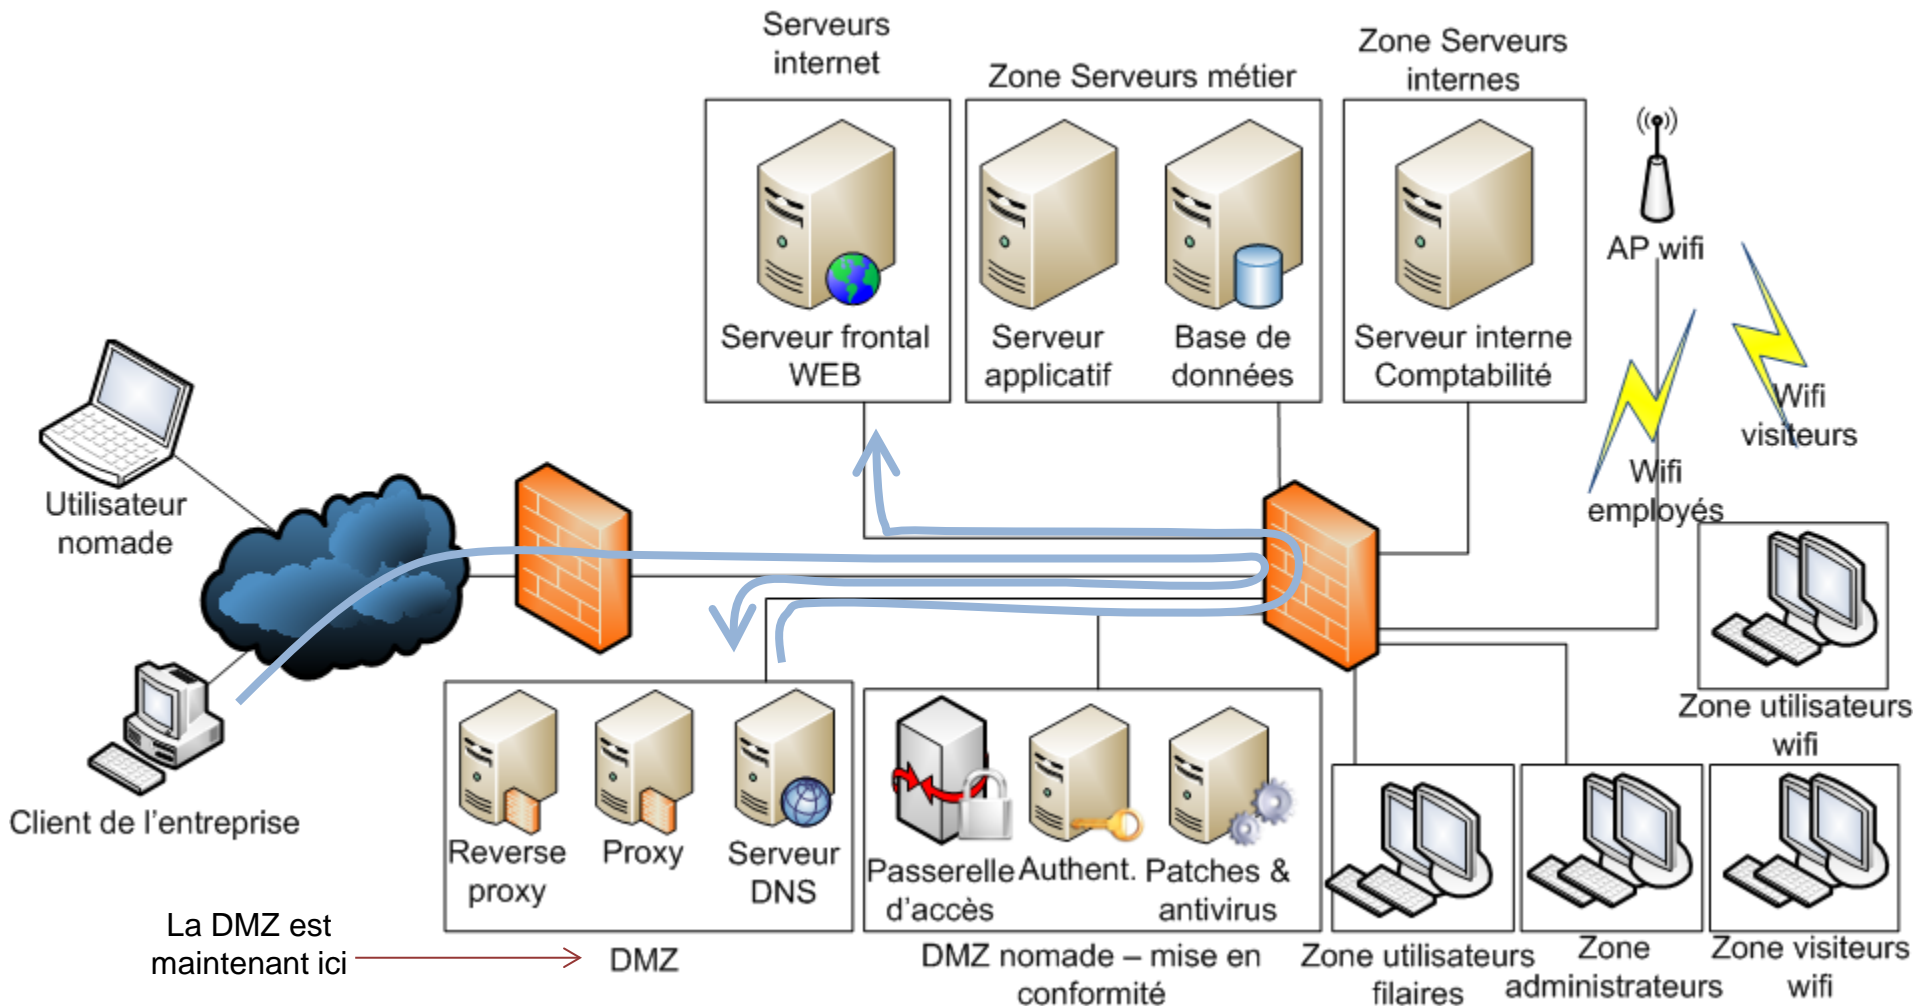 Serveurs
internet
Zone Serveurs métier
Zone Serveurs
internes
Serveur frontal
WEB
Serveur
applicatif
Base de
données
Serveur interne
Comptabilité
AP wifi
Wifi
visiteurs
Wifi
employés
Utilisateur
nomade
Client de l'entreprise
Reverse
proxy
Proxy
Serveur
DNS
Passerelle
d'accès
Authent.
Patches &
antivirus
Zone utilisateurs
wifi
La DMZ est
maintenant ici
DMZ
DMZ nomade – mise en
conformité
Zone utilisateurs
filaires
Zone
administrateurs
Zone visiteurs
wifi